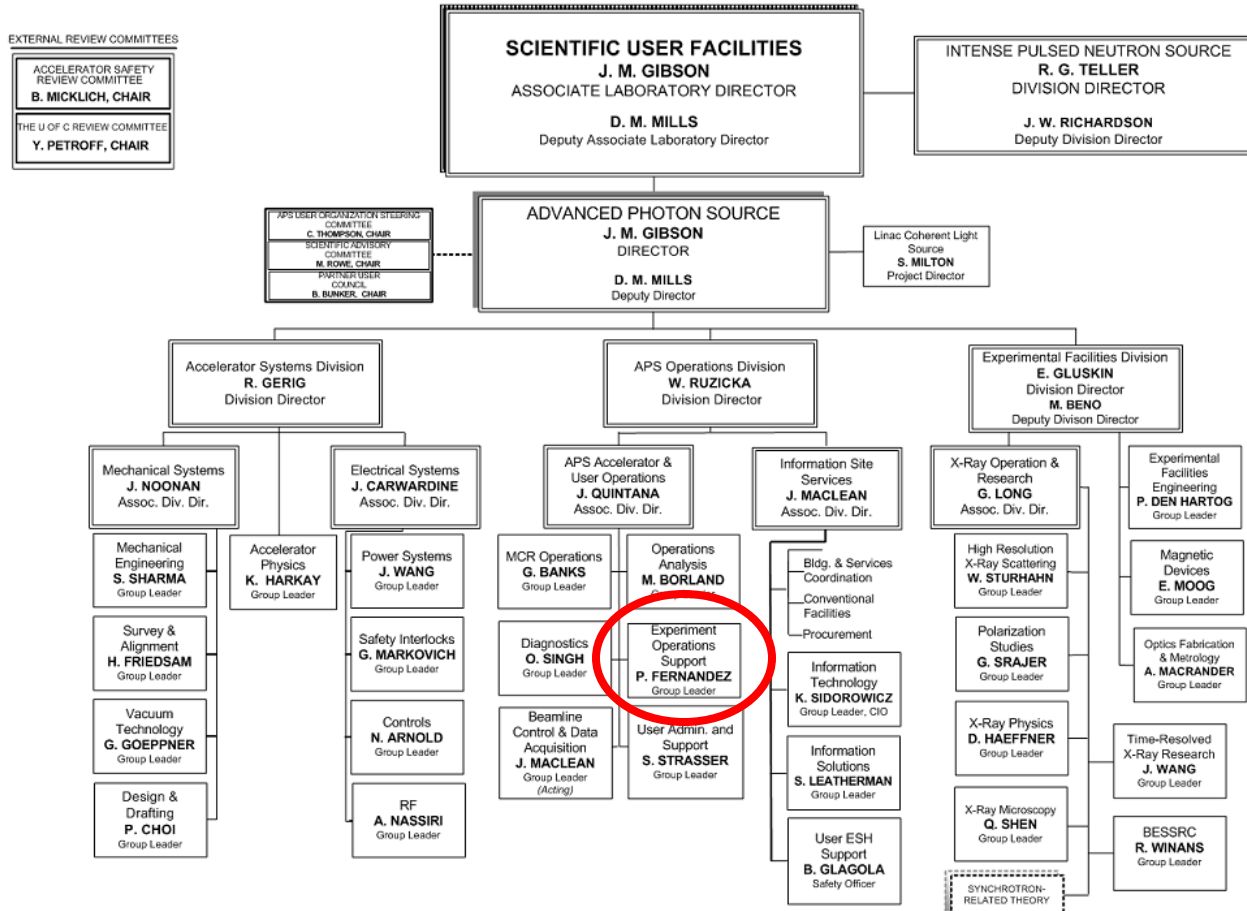 EXTERNAL REVIEW COMMITTEES
ACCELERATOR SAFETY
REVIEW COMMITTEE
B. MICKLICH, CHAIR
THE U OF C REVIEW COMMITTEE
Y. PETROFF, CHAIR
SCIENTIFIC USER FACILITIES
J. M. GIBSON
ASSOCIATE LABORATORY DIRECTOR
D. M. MILLS
Deputy Associate Laboratory Director
INTENSE PULSED NEUTRON SOURCE
R. G. TELLER
DIVISION DIRECTOR
J. W. RICHARDSON
Deputy Division Director
APS USER ORGANIZATION STEERING
COMMITTEE
C. THOMPSON, CHAIR
SCIENTIFIC ADVISORY
COMMITTEE
M. ROWE, CHAIR
PARTNER USER
COUNCIL
B. BUNKER, CHAIR
ADVANCED PHOTON SOURCE
J. M. GIBSON
DIRECTOR
D. M. MILLS
Deputy Director
Linac Coherent Light
Source
S. MILTON
Project Director
Accelerator Systems Division
R. GERIG
Division Director
APS Operations Division
W. RUZICKA
Division Director
Experimental Facilities Division
E. GLUSKIN
Division Director
M. BENO
Deputy Divison Director
Mechanical Systems
J. NOONAN
Assoc. Div. Dir.
Electrical Systems
J. CARWARDINE
Assoc. Div. Dir.
APS Accelerator &
User Operations
J. QUINTANA
Assoc. Div. Dir.
Information Site
Services
J. MACLEAN
Assoc. Div. Dir.
X-Ray Operation &
Research
G. LONG
Assoc. Div. Dir.
Experimental
Facilities
Engineering
P. DEN HARTOG
Group Leader
Mechanical
Engineering
S. SHARMA
Group Leader
Accelerator
Physics
K. HARKAY
Group Leader
Power Systems
J. WANG
Group Leader
MCR Operations
G. BANKS
Group Leader
Operations
Analysis
M. BORLAND
Bldg. & Services
Coordination
Conventional
Facilities
Procurement
High Resolution
X-Ray Scattering
W. STURHAHN
Group Leader
Magnetic
Devices
E. MOOG
Group Leader
Survey &
Alignment
H. FRIEDSAM
Group Leader
Safety Interlocks
G. MARKOVICH
Group Leader
Diagnostics
O. SINGH
Group Leader
Experiment
Operations
Support
P. FERNANDEZ
Group Leader
Information
Technology
K. SIDOROWICZ
Group Leader, CIO
Polarization
Studies
G. SRAJER
Group Leader
Optics Fabrication
& Metrology
A. MACRANDER
Group Leader
Vacuum
Technology
G. GOEPPNER
Group Leader
Controls
N. ARNOLD
Group Leader
Beamline
Control & Data
Acquisition
J. MACLEAN
Group Leader
(Acting)
User Admin. and
Support
S. STRASSER
Group Leader
Information
Solutions
S. LEATHERMAN
Group Leader
X-Ray Physics
D. HAEFFNER
Group Leader
Time-Resolved
X-Ray Research
J. WANG
Group Leader
Design &
Drafting
P. CHOI
Group Leader
RF
A. NASSIRI
Group Leader
User ESH
Support
B. GLAGOLA
Safety Officer
X-Ray Microscopy
Q. SHEN
Group Leader
BESSRC
R. WINANS
Group Leader
SYNCHROTRON-
RELATED THEORY